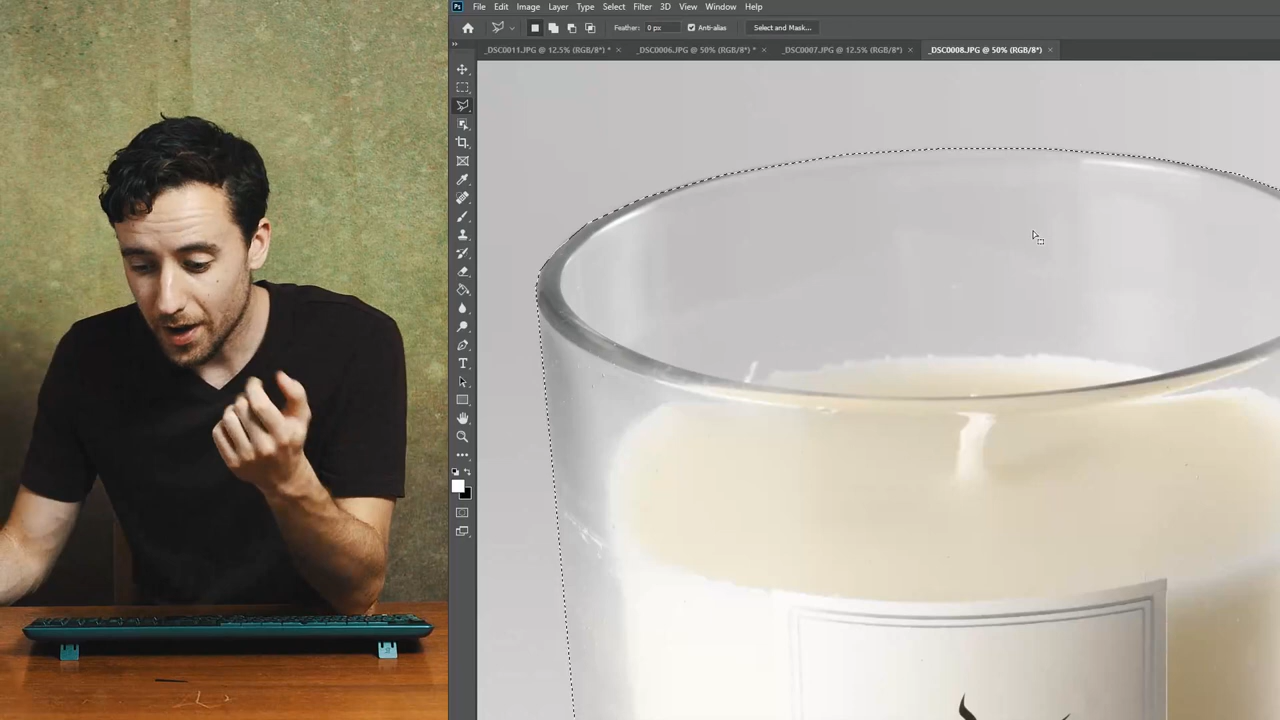 Ps File Edit Image Layer Type Select Filter 3D View Window Help
Feather: 0 px Anti-alias Select and Mask...
_DSC0011.JPG @ 12.5% (RGB/8*) * × _DSC0006.JPG @ 50% (RGB/8*) * × _DSC0007.JPG @ 12.5% (RGB/8*) × _DSC0008.JPG @ 50% (RGB/8*) ×